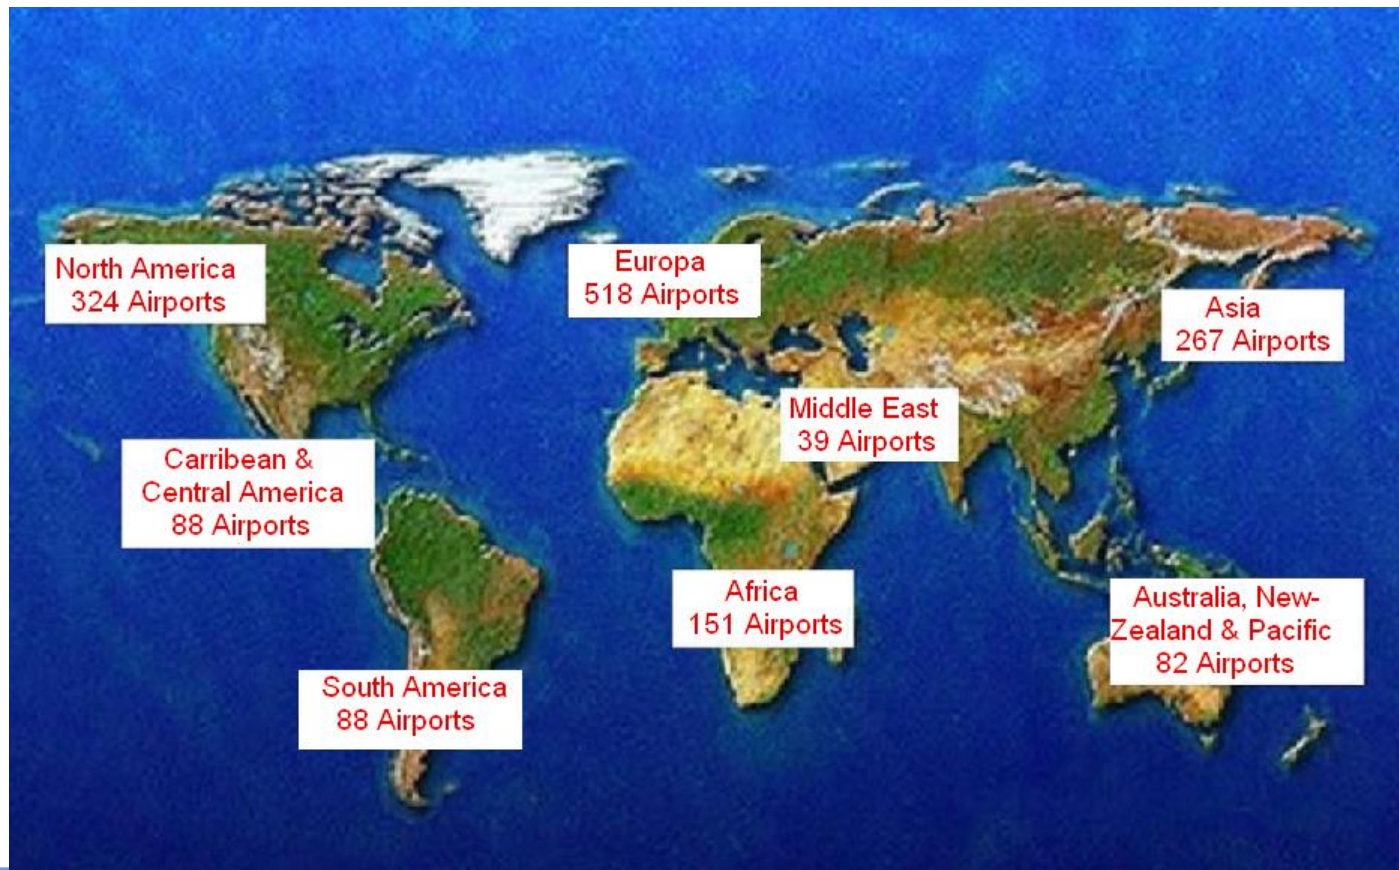 North America
324 Airports
Europa
518 Airports
Asia
267 Airports
Middle East
39 Airports
Carribean &
Central America
88 Airports
Africa
151 Airports
Australia, New-
Zealand & Pacific
82 Airports
South America
88 Airports